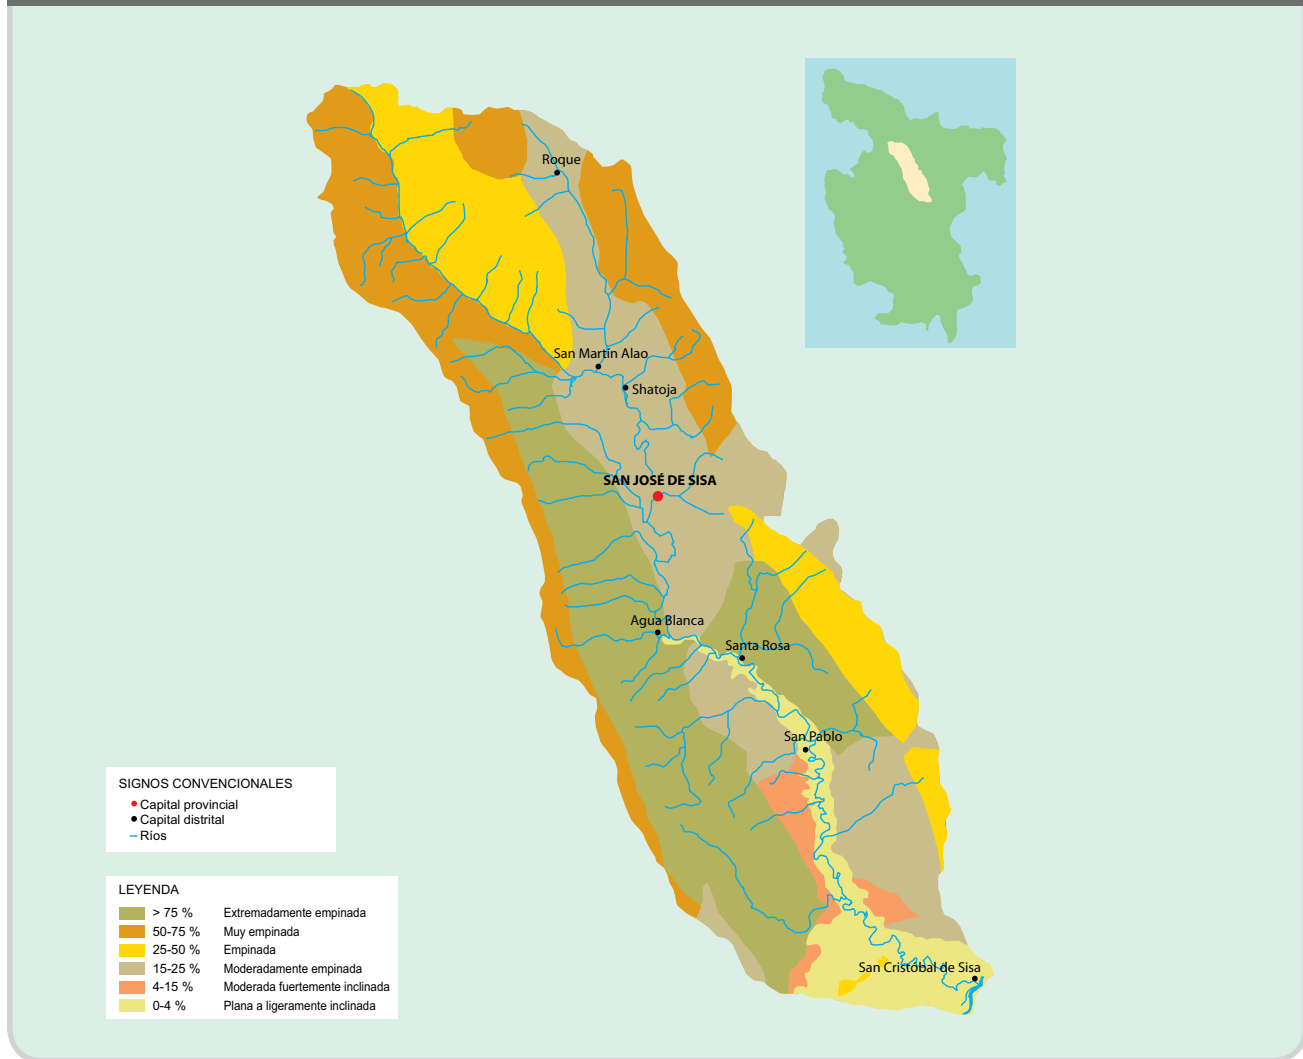 Roque
San Martín Alao
Shatoja
SAN JOSÉ DE SISA
Agua Blanca
Santa Rosa
San Pablo
San Cristóbal de Sisa
SIGNOS CONVENCIONALES
Capital provincial
Capital distrital
Ríos
LEYENDA
> 75 % Extremadamente empinada
50-75 % Muy empinada
25-50 % Empinada
15-25 % Moderadamente empinada
4-15 % Moderada fuertemente inclinada
0-4 % Plana a ligeramente inclinada